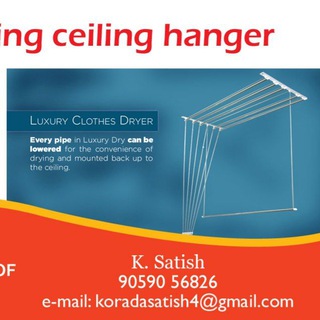 ing ceiling hanger
LUXURY CLOTHES DRYER
Every pipe in Luxury Dry can be
lowered for the convenience of
drying and mounted back up to
the ceiling.
OF
K. Satish
90590 56826
e-mail: koradasatish4@gmail.com